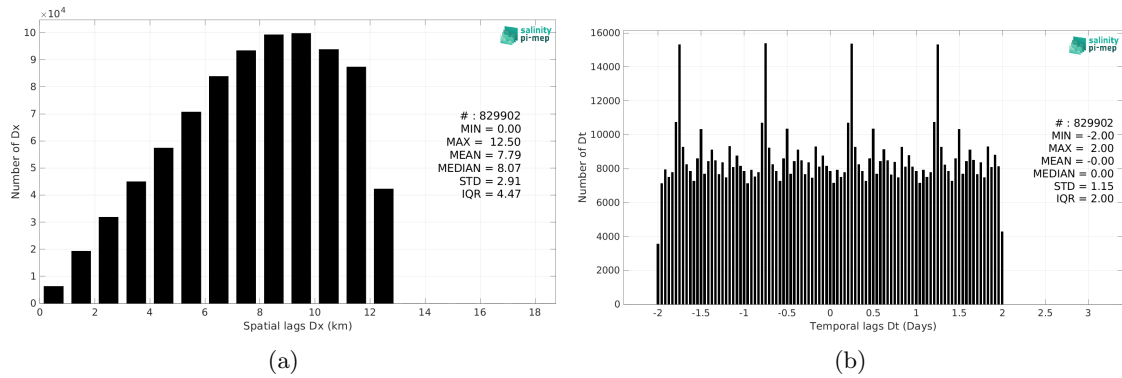 ×10⁴
10
9
8
7
6
5
4
3
2
1
0
Number of Dx
0 2 4 6 8 10 12 14 16 18
Spatial lags Dx (km)
salinity
pi-mep
# : 829902
MIN = 0.00
MAX = 12.50
MEAN = 7.79
MEDIAN = 8.07
STD = 2.91
IQR = 4.47
(a)
16000
14000
12000
10000
8000
6000
4000
2000
0
Number of Dt
-2 -1.5 -1 -0.5 0 0.5 1 1.5 2 2.5 3
Temporal lags Dt (Days)
salinity
pi-mep
# : 829902
MIN = -2.00
MAX = 2.00
MEAN = -0.00
MEDIAN = 0.00
STD = 1.15
IQR = 2.00
(b)